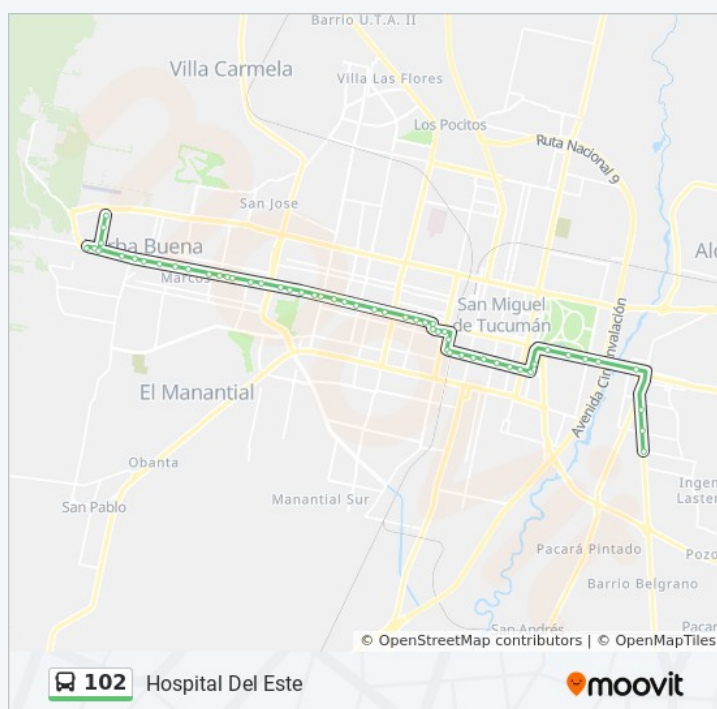 Barrio U.T.A. II
Villa Carmela
Villa Las Flores
Los Pocitos
Ruta Nacional 9
San Jose
rba Buena
Marcos
San Miguel
de Tucumán
Avenida Circunvalación
El Manantial
Obanta
San Pablo
Manantial Sur
Ingen
Laster
Pacará Pintado
Pozo
Barrio Belgrano
San Andrés
Pacar
© OpenStreetMap contributors | © OpenMapTiles
102 Hospital Del Este
moovit